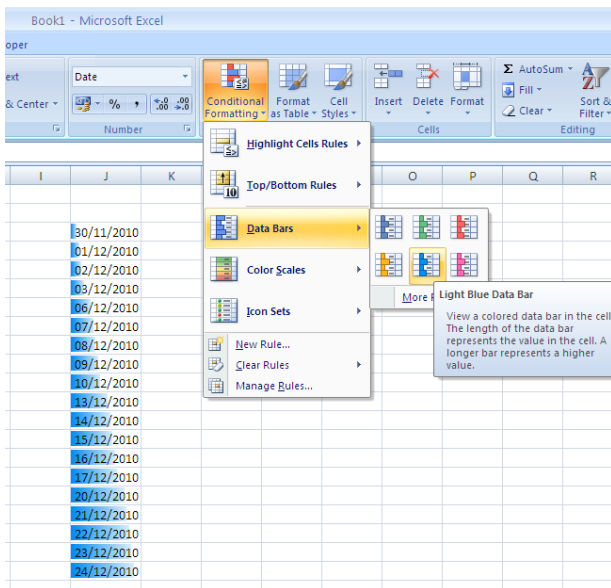 Book1 - Microsoft Excel
oper
ext
Date
Σ AutoSum
& Center
%
,
.0 .00
.00 .0
Conditional Formatting
Format as Table
Cell Styles
Insert
Delete
Format
Fill
Clear
Sort &
Filter
Number
Cells
Editing
I J K O P Q R
Highlight Cells Rules
Top/Bottom Rules
Data Bars
Color Scales
Icon Sets
New Rule...
Clear Rules
Manage Rules...
More
Light Blue Data Bar
View a colored data bar in the cell
The length of the data bar
represents the value in the cell. A
longer bar represents a higher
value.
30/11/2010
01/12/2010
02/12/2010
03/12/2010
06/12/2010
07/12/2010
08/12/2010
09/12/2010
10/12/2010
13/12/2010
14/12/2010
15/12/2010
16/12/2010
17/12/2010
20/12/2010
21/12/2010
22/12/2010
23/12/2010
24/12/2010